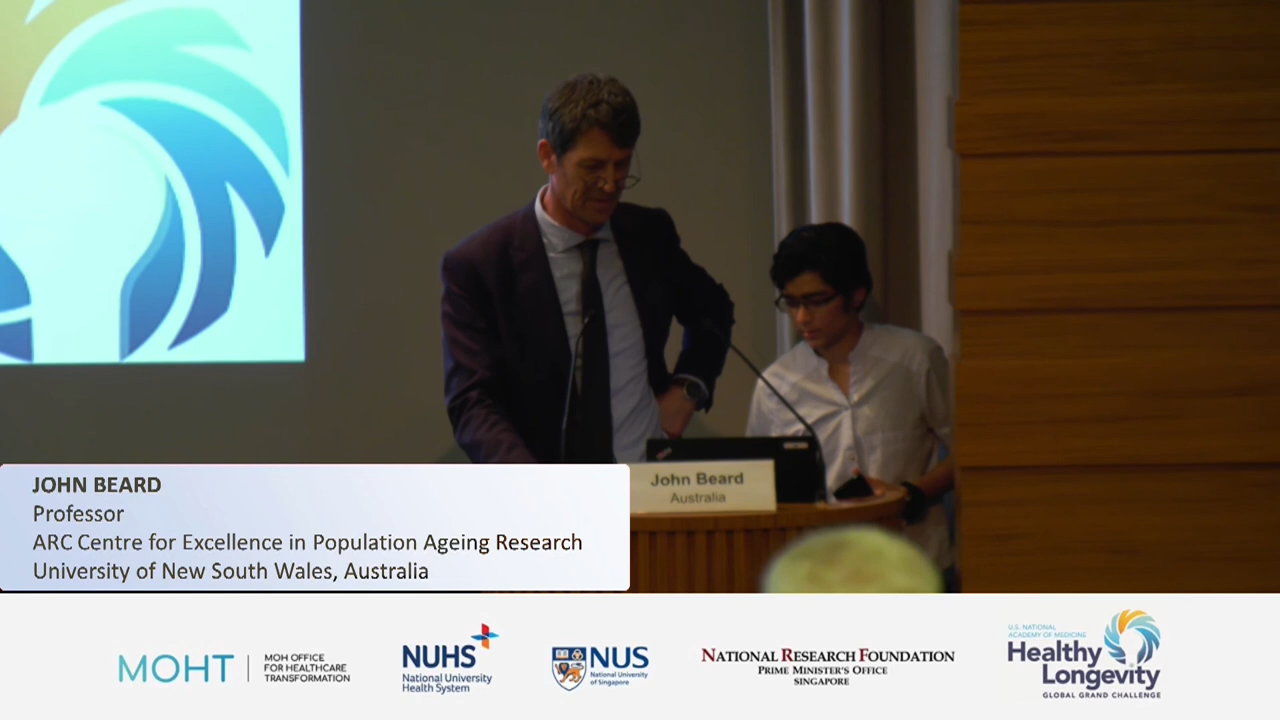 John Beard
Australia
JOHN BEARD
Professor
ARC Centre for Excellence in Population Ageing Research
University of New South Wales, Australia
MOHT
MOH OFFICE
FOR HEALTHCARE
TRANSFORMATION
NUHS
National University
Health System
NUS
National University
of Singapore
NATIONAL RESEARCH FOUNDATION
PRIME MINISTER'S OFFICE
SINGAPORE
U.S. NATIONAL
ACADEMY OF MEDICINE
Healthy
Longevity
GLOBAL GRAND CHALLENGE